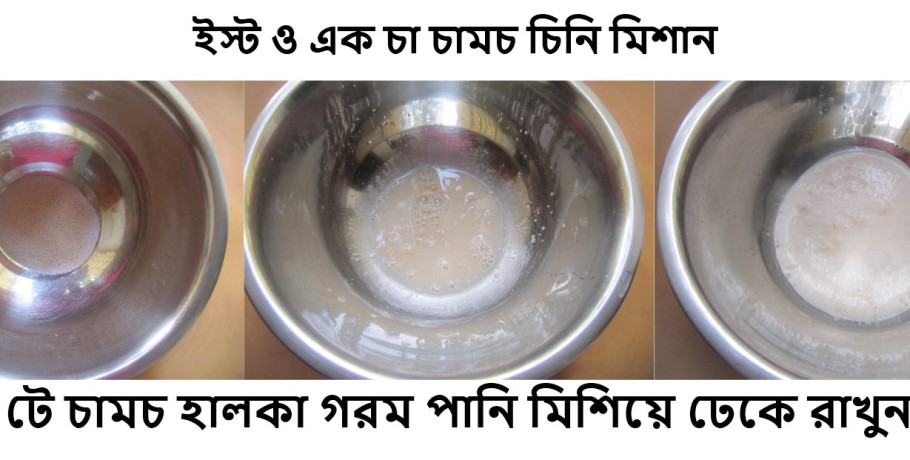 ইস্ট ও এক চা চামচ চিনি মিশান
টে চামচ হালকা গরম পানি মিশিয়ে ঢেকে রাখুন